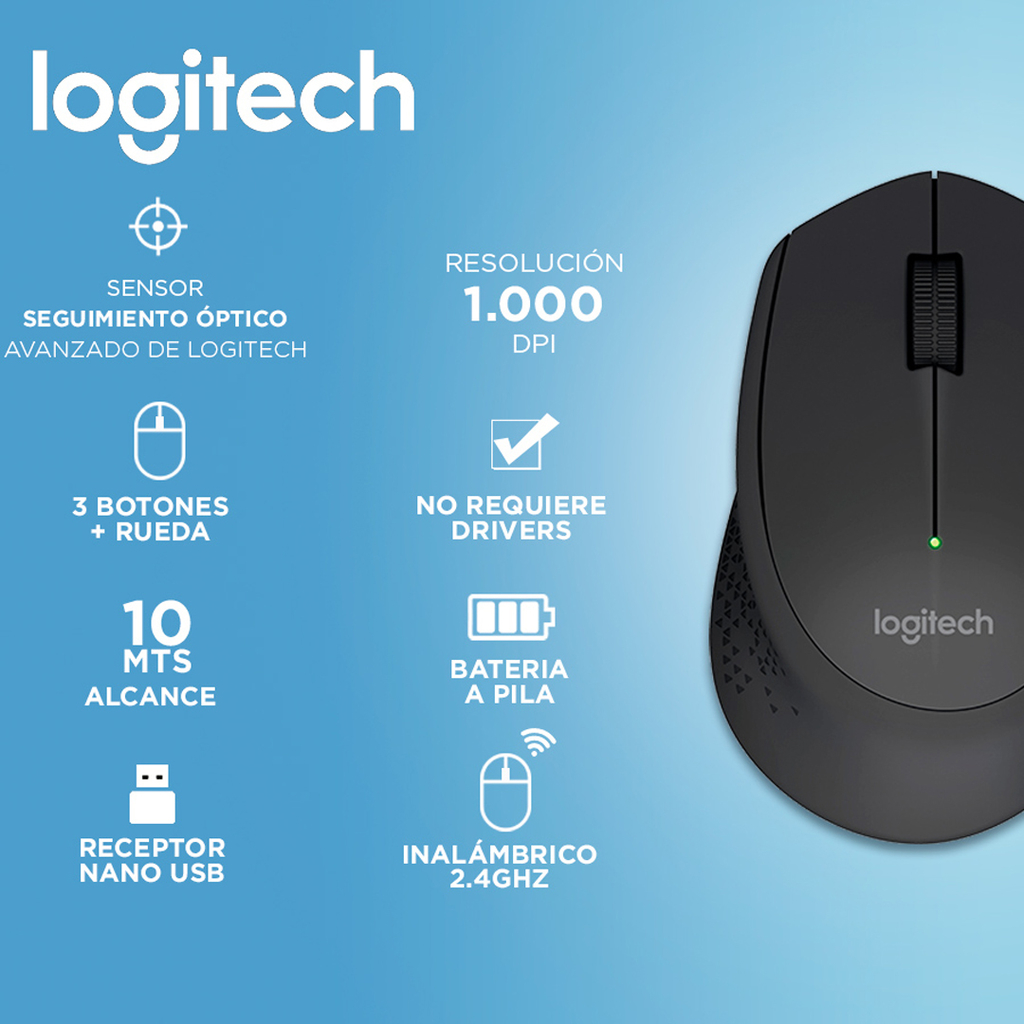 logitech
SENSOR
SEGUIMIENTO ÓPTICO
AVANZADO DE LOGITECH
RESOLUCIÓN
1.000
DPI
3 BOTONES
+ RUEDA
NO REQUIERE
DRIVERS
10
MTS
ALCANCE
BATERIA
A PILA
RECEPTOR
NANO USB
INALÁMBRICO
2.4GHZ
logitech